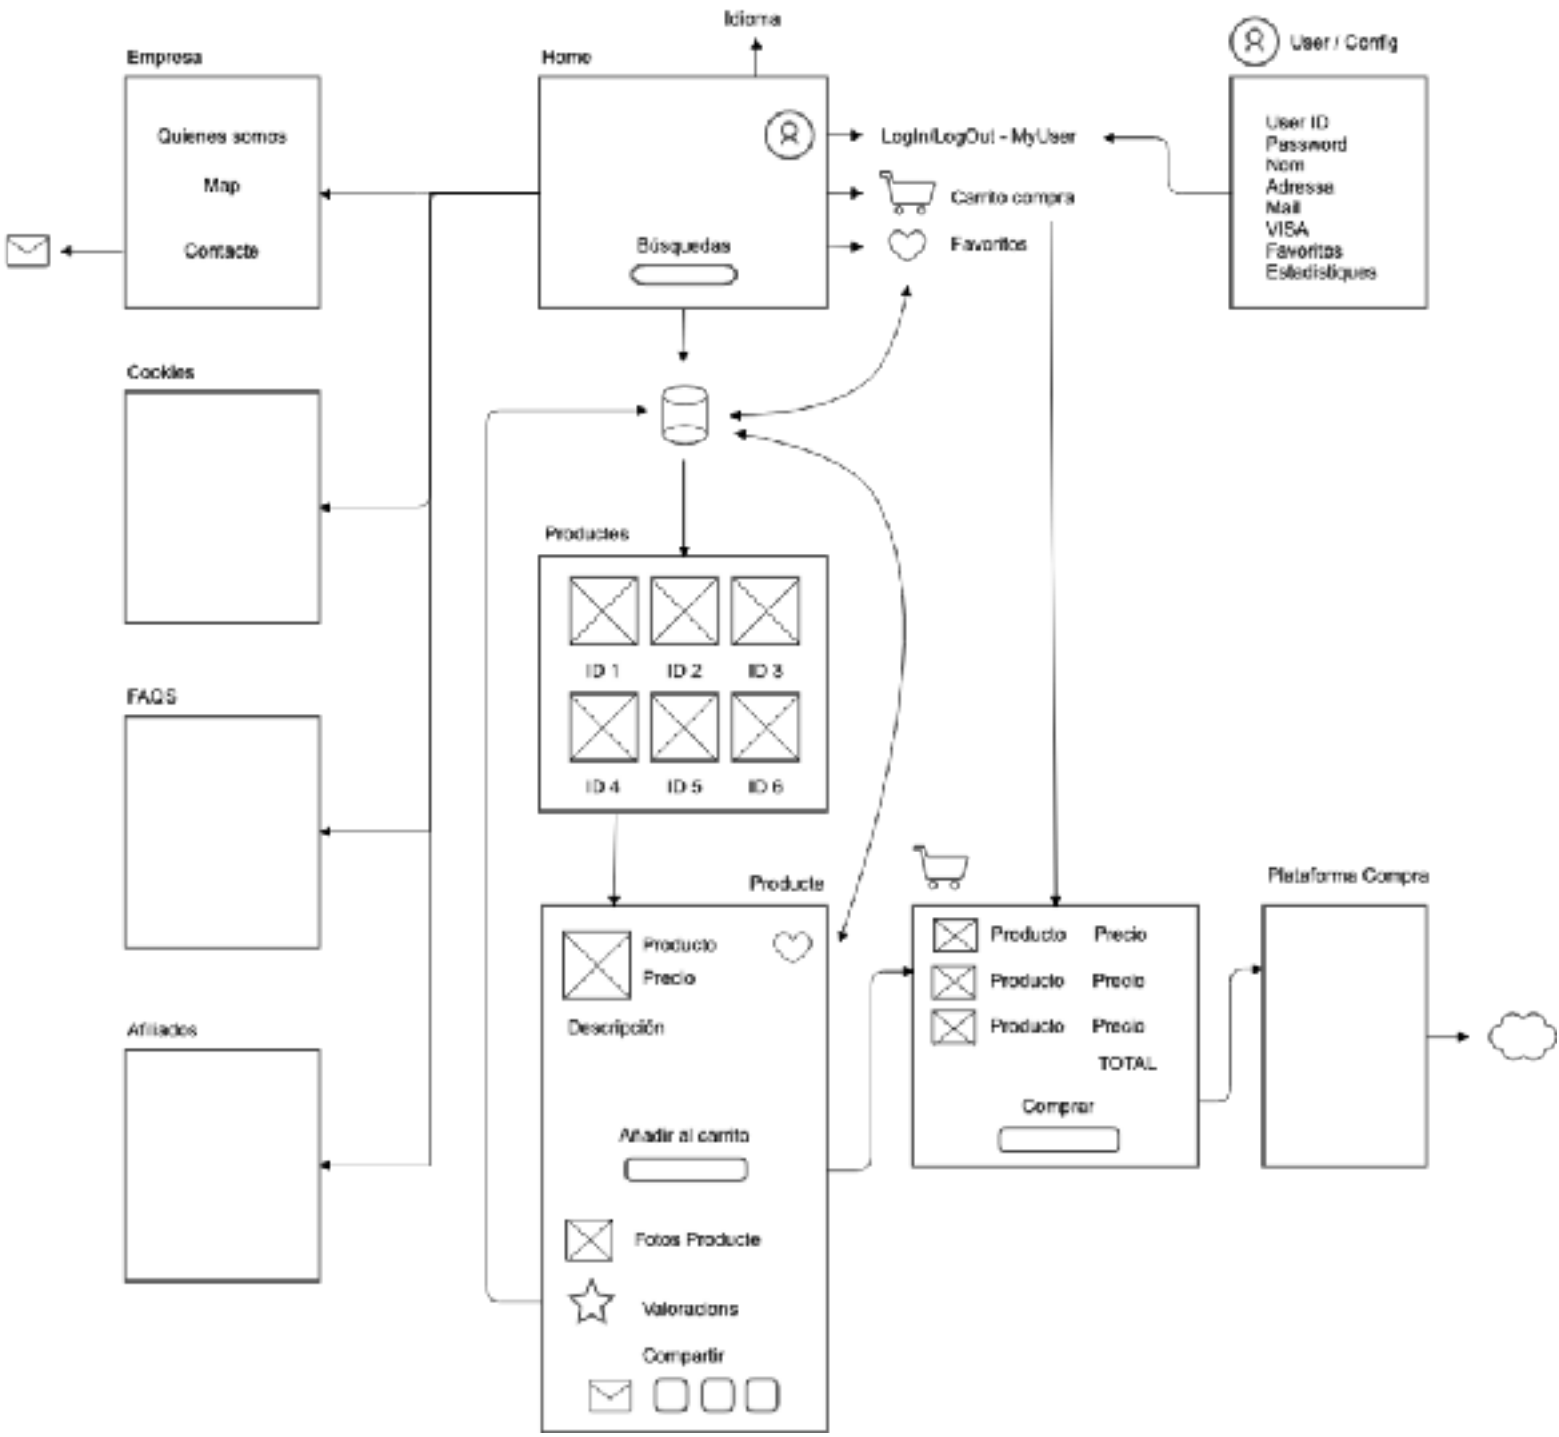 Idioma
Empresa
Home
User / Config
Quienes somos
Map
Contacte
Búsquedas
LogIn/LogOut - MyUser
Carrito compra
Favoritos
User ID
Password
Nom
Adressa
Mail
VISA
Favoritos
Estadistiques
Cookies
Productes
ID 1 ID 2 ID 3
ID 4 ID 5 ID 6
FAQS
Afiliados
Producte
Producto
Precio
Descripción
Añadir al carrito
Fotos Producte
Valoracions
Compartir
Producto Precio
Producto Precio
Producto Precio
TOTAL
Comprar
Plataforma Compra